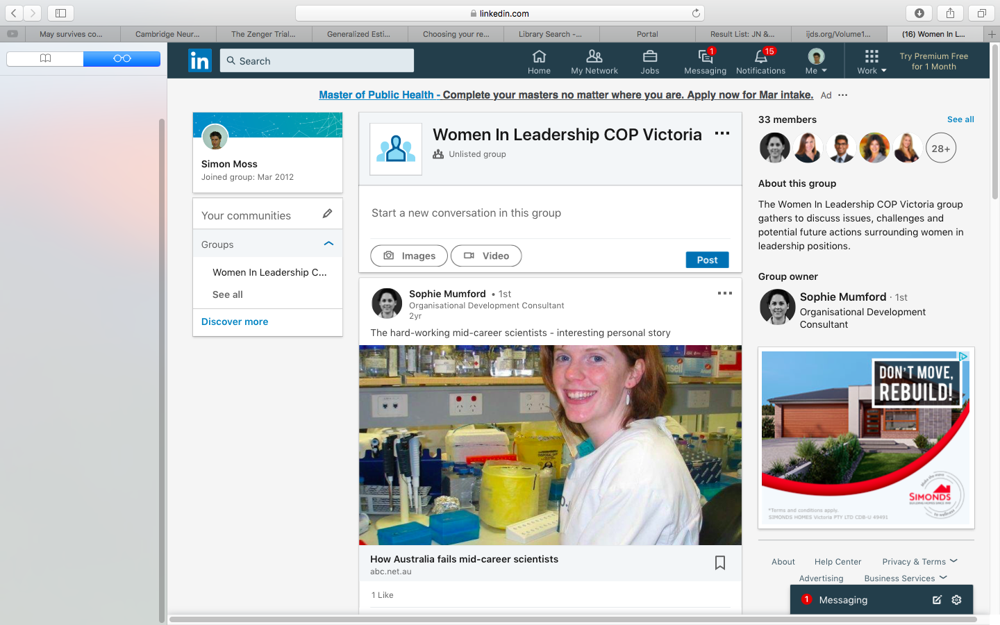 linkedin.com
May survives co...
Cambridge Neur...
The Zenger Trial...
Generalized Esti...
Choosing your re...
Library Search -...
Portal
Result List: JN &...
ijds.org/Volume1...
(16) Women In L...
in
Search
Home
My Network
Jobs
1
Messaging
15
Notifications
Me
Work
Try Premium Free
for 1 Month
Master of Public Health - Complete your masters no matter where you are. Apply now for Mar intake. Ad ...
Simon Moss
Joined group: Mar 2012
Your communities
Groups
Women In Leadership C...
See all
Discover more
Women In Leadership COP Victoria
Unlisted group
Start a new conversation in this group
Images
Video
Post
Sophie Mumford • 1st
Organisational Development Consultant
2yr
The hard-working mid-career scientists - interesting personal story
How Australia fails mid-career scientists
abc.net.au
1 Like
33 members
See all
28+
About this group
The Women In Leadership COP Victoria group
gathers to discuss issues, challenges and
potential future actions surrounding women in
leadership positions.
Group owner
Sophie Mumford · 1st
Organisational Development
Consultant
DON'T MOVE,
REBUILD!
Make the move
SIMONDS
BUILDING HOMES SINCE 1949
to wellness
*Terms and conditions apply.
SIMONDS HOMES Victoria PTY LTD CDB-U 49491
About
Help Center
Privacy & Terms
Advertising
Business Services
1 Messaging